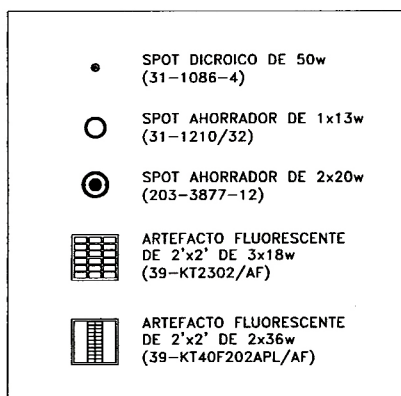 SPOT DICROICO DE 50w
(31-1086-4)
SPOT AHORRADOR DE 1x13w
(31-1210/32)
SPOT AHORRADOR DE 2x20w
(203-3877-12)
ARTEFACTO FLUORESCENTE
DE 2'x2' DE 3x18w
(39-KT2302/AF)
ARTEFACTO FLUORESCENTE
DE 2'x2' DE 2x36w
(39-KT40F202APL/AF)